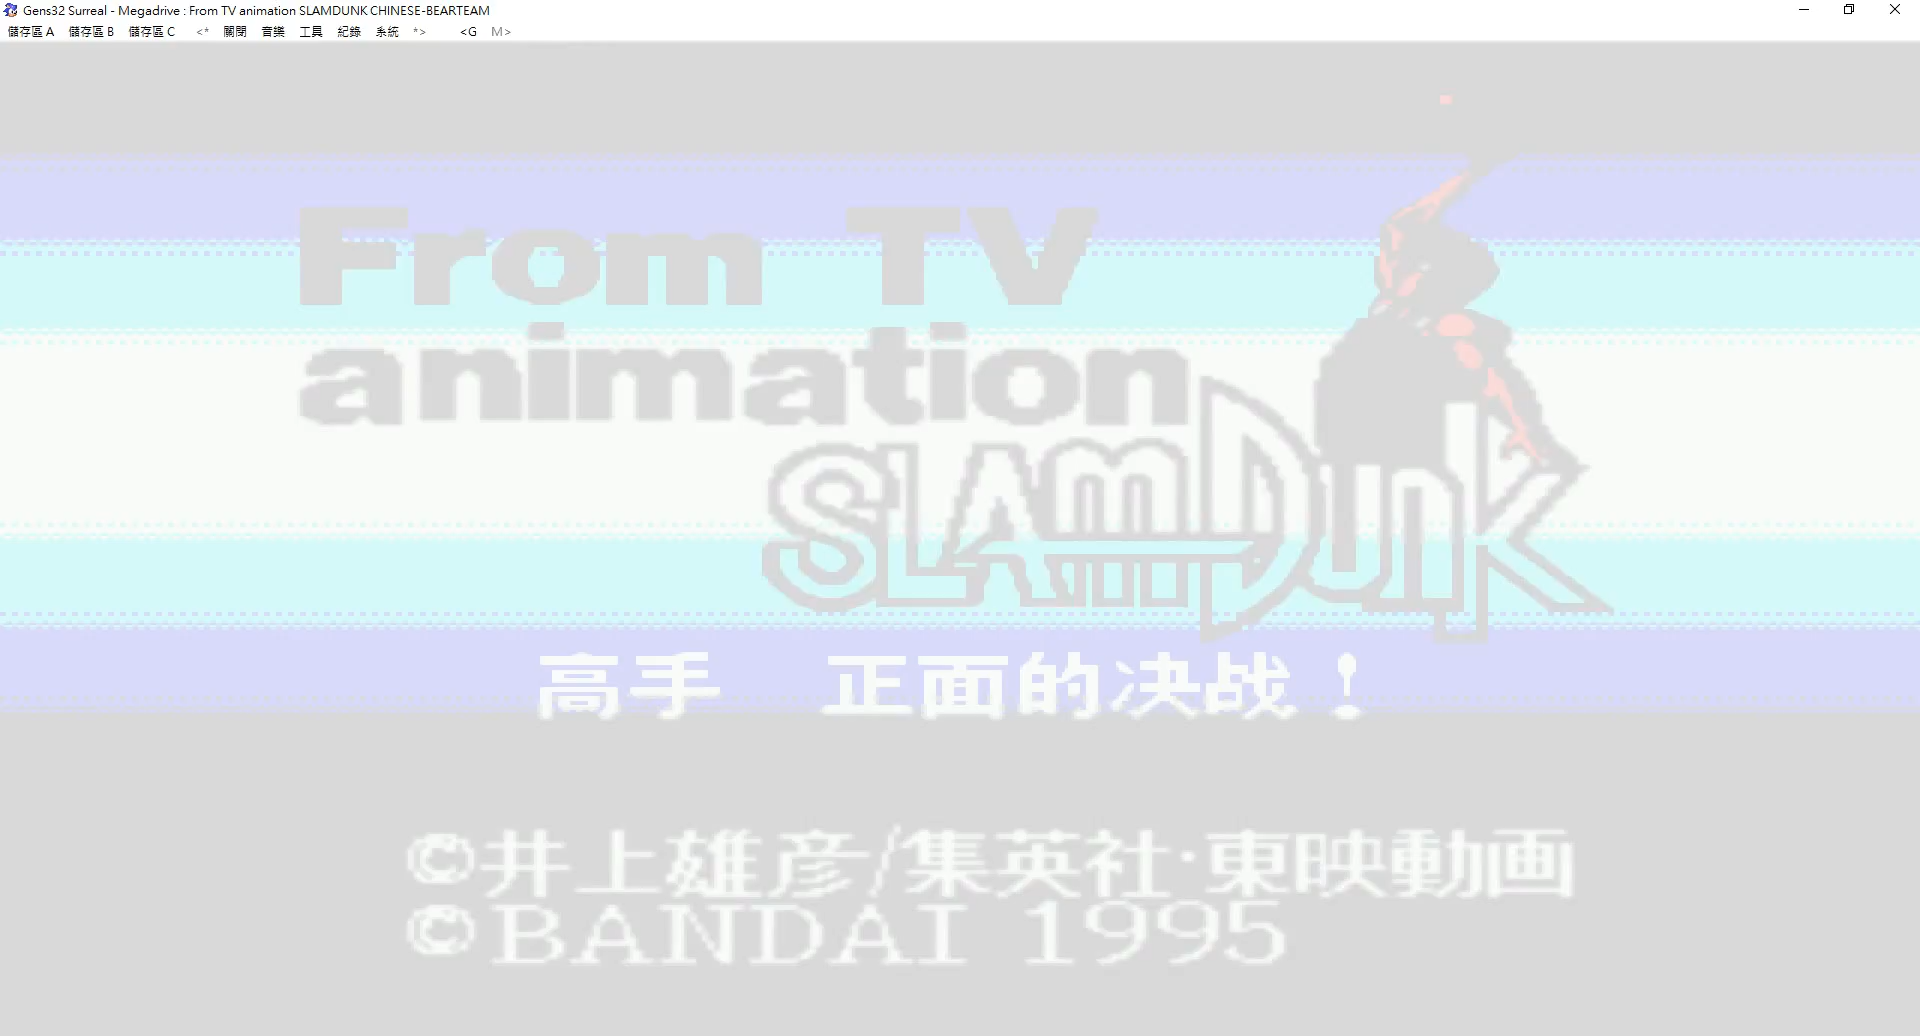 Gens32 Surreal - Megadrive : From TV animation SLAMDUNK CHINESE-BEARTEAM
儲存區 A 儲存區 B 儲存區 C <* 關閉 音樂 工具 紀錄 系統 *> <G M>
From TV
animation
SLAMDUNK
高手 正面的决战！
©井上雄彦/集英社·東映動画
©BANDAI 1995